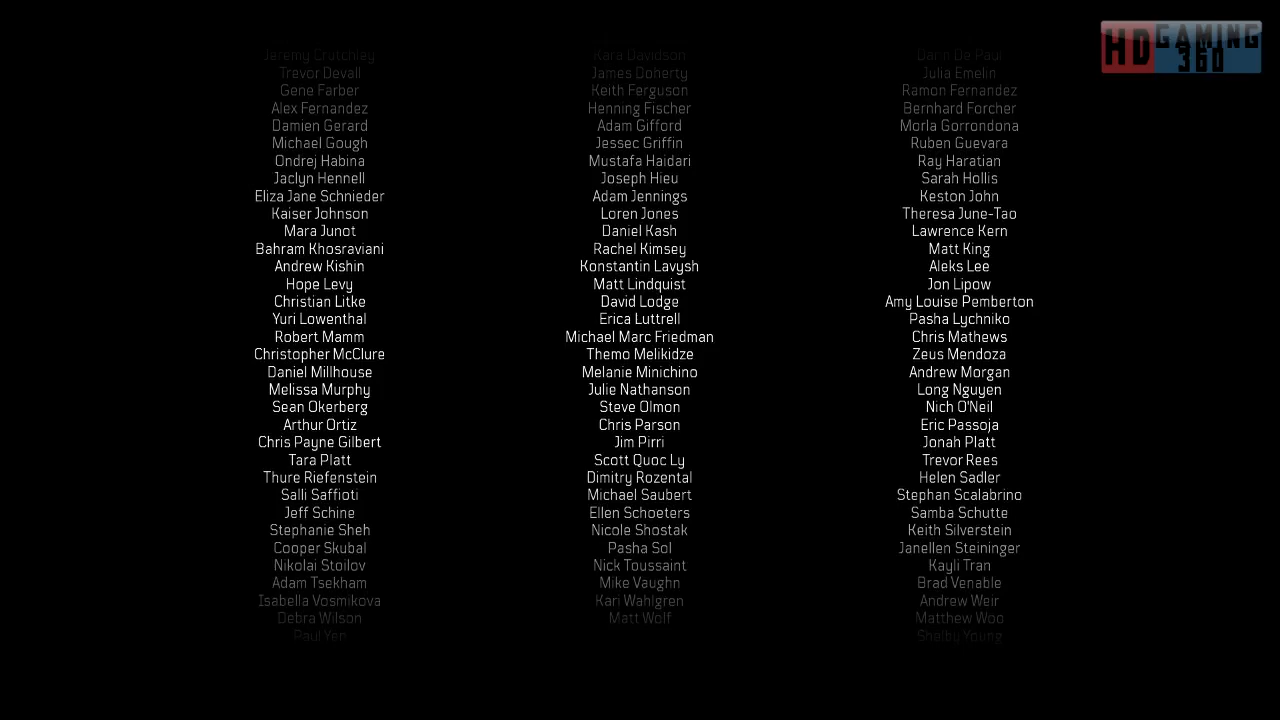 HD GAMING 360
Jeremy Crutchley Kara Davidson Darin De Paul
Trevor Devall James Doherty Julia Emelin
Gene Farber Keith Ferguson Ramon Fernandez
Alex Fernandez Henning Fischer Bernhard Forcher
Damien Gerard Adam Gifford Morla Gorrondona
Michael Gough Jessec Griffin Ruben Guevara
Ondrej Habina Mustafa Haidari Ray Haratian
Jaclyn Hennell Joseph Hieu Sarah Hollis
Eliza Jane Schnieder Adam Jennings Keston John
Kaiser Johnson Loren Jones Theresa June-Tao
Mara Junot Daniel Kash Lawrence Kern
Bahram Khosraviani Rachel Kimsey Matt King
Andrew Kishin Konstantin Lavysh Aleks Lee
Hope Levy Matt Lindquist Jon Lipow
Christian Litke David Lodge Amy Louise Pemberton
Yuri Lowenthal Erica Luttrell Pasha Lychniko
Robert Mamm Michael Marc Friedman Chris Mathews
Christopher McClure Themo Melikidze Zeus Mendoza
Daniel Millhouse Melanie Minichino Andrew Morgan
Melissa Murphy Julie Nathanson Long Nguyen
Sean Okerberg Steve Olmon Nich O'Neil
Arthur Ortiz Chris Parson Eric Passoja
Chris Payne Gilbert Jim Pirri Jonah Platt
Tara Platt Scott Quoc Ly Trevor Rees
Thure Riefenstein Dimitry Rozental Helen Sadler
Salli Saffioti Michael Saubert Stephan Scalabrino
Jeff Schine Ellen Schoeters Samba Schutte
Stephanie Sheh Nicole Shostak Keith Silverstein
Cooper Skubal Pasha Sol Janellen Steininger
Nikolai Stoilov Nick Toussaint Kayli Tran
Adam Tsekham Mike Vaughn Brad Venable
Isabella Vosmikova Kari Wahlgren Andrew Weir
Debra Wilson Matt Wolf Matthew Woo
Paul Yen Shelby Young